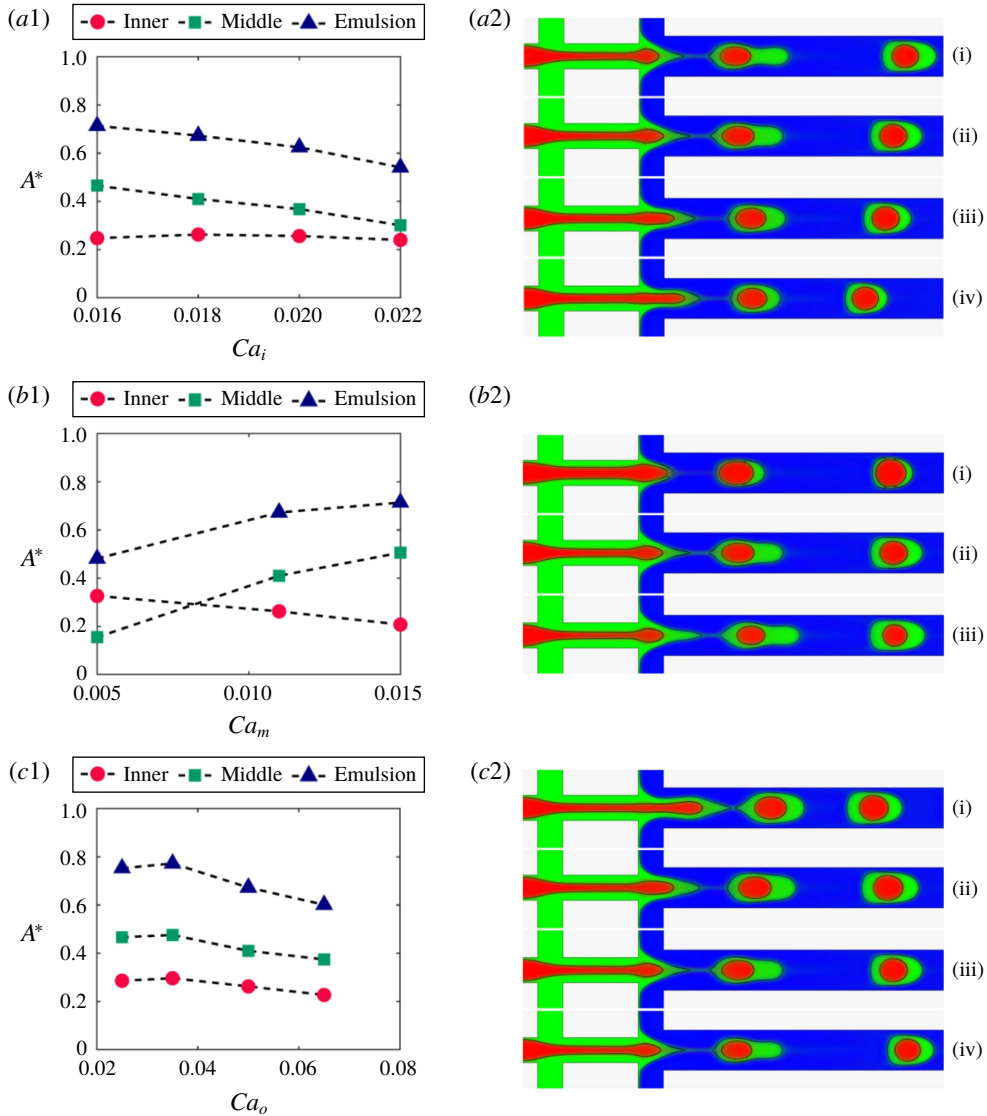 (a1)
Inner Middle Emulsion
1.0
0.8
0.6
A*
0.4
0.2
0
0.016 0.018 0.020 0.022
Ca_i
(a2)
(i)
(ii)
(iii)
(iv)
(b1)
Inner Middle Emulsion
1.0
0.8
0.6
A*
0.4
0.2
0
0.005 0.010 0.015
Ca_m
(b2)
(i)
(ii)
(iii)
(c1)
Inner Middle Emulsion
1.0
0.8
0.6
A*
0.4
0.2
0
0.02 0.04 0.06 0.08
Ca_o
(c2)
(i)
(ii)
(iii)
(iv)